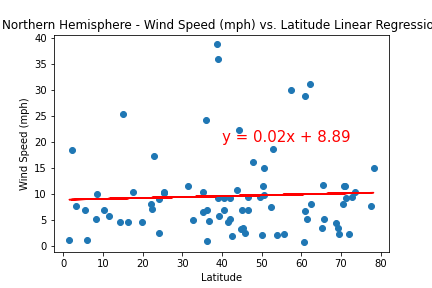 Northern Hemisphere - Wind Speed (mph) vs. Latitude Linear Regressio
40
35
30
25
20
15
10
5
0
Wind Speed (mph)
y = 0.02x + 8.89
0 10 20 30 40 50 60 70 80
Latitude